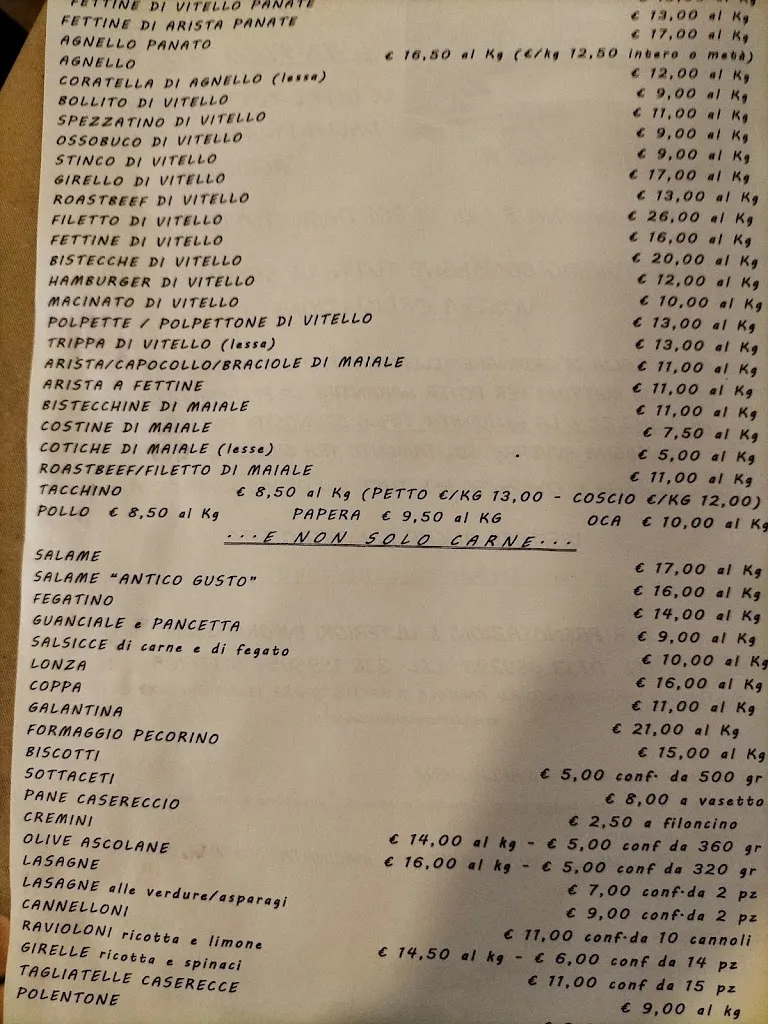 FETTINE DI VITELLO PANATE
FETTINE DI ARISTA PANATE € 13,00 al Kg
AGNELLO PANATO € 17,00 al Kg
AGNELLO € 16,50 al Kg (€/kg 12,50 intero o metà)
CORATELLA DI AGNELLO (lessa) € 12,00 al Kg
BOLLITO DI VITELLO € 9,00 al Kg
SPEZZATINO DI VITELLO € 11,00 al Kg
OSSOBUCO DI VITELLO € 9,00 al Kg
STINCO DI VITELLO € 9,00 al Kg
GIRELLO DI VITELLO € 17,00 al Kg
ROASTBEEF DI VITELLO € 13,00 al Kg
FILETTO DI VITELLO € 26,00 al Kg
FETTINE DI VITELLO € 16,00 al Kg
BISTECCHE DI VITELLO € 20,00 al Kg
HAMBURGER DI VITELLO € 12,00 al Kg
MACINATO DI VITELLO € 10,00 al Kg
POLPETTE / POLPETTONE DI VITELLO € 13,00 al Kg
TRIPPA DI VITELLO (lessa) € 13,00 al Kg
ARISTA/CAPOCOLLO/BRACIOLE DI MAIALE € 11,00 al Kg
ARISTA A FETTINE € 11,00 al Kg
BISTECCHINE DI MAIALE € 11,00 al Kg
COSTINE DI MAIALE € 7,50 al Kg
COTICHE DI MAIALE (lesse) € 5,00 al Kg
ROASTBEEF/FILETTO DI MAIALE € 11,00 al Kg
TACCHINO € 8,50 al Kg (PETTO €/KG 13,00 - COSCIO €/KG 12,00)
POLLO € 8,50 al Kg PAPERA € 9,50 al KG OCA € 10,00 al Kg
...E NON SOLO CARNE...
SALAME € 17,00 al Kg
SALAME "ANTICO GUSTO" € 16,00 al Kg
FEGATINO € 14,00 al Kg
GUANCIALE e PANCETTA € 9,00 al Kg
SALSICCE di carne e di fegato € 10,00 al Kg
LONZA € 16,00 al Kg
COPPA € 11,00 al Kg
GALANTINA € 21,00 al Kg
FORMAGGIO PECORINO € 15,00 al Kg
BISCOTTI € 5,00 conf. da 500 gr
SOTTACETI € 8,00 a vasetto
PANE CASERECCIO € 2,50 a filoncino
CREMINI € 14,00 al kg - € 5,00 conf da 360 gr
OLIVE ASCOLANE € 16,00 al kg - € 5,00 conf da 320 gr
LASAGNE € 7,00 conf.da 2 pz
LASAGNE alle verdure/asparagi € 9,00 conf.da 2 pz
CANNELLONI € 11,00 conf.da 10 cannoli
RAVIOLONI ricotta e limone € 14,50 al kg - € 6,00 conf da 14 pz
GIRELLE ricotta e spinaci € 11,00 conf da 15 pz
TAGLIATELLE CASERECCE € 9,00 al kg
POLENTONE